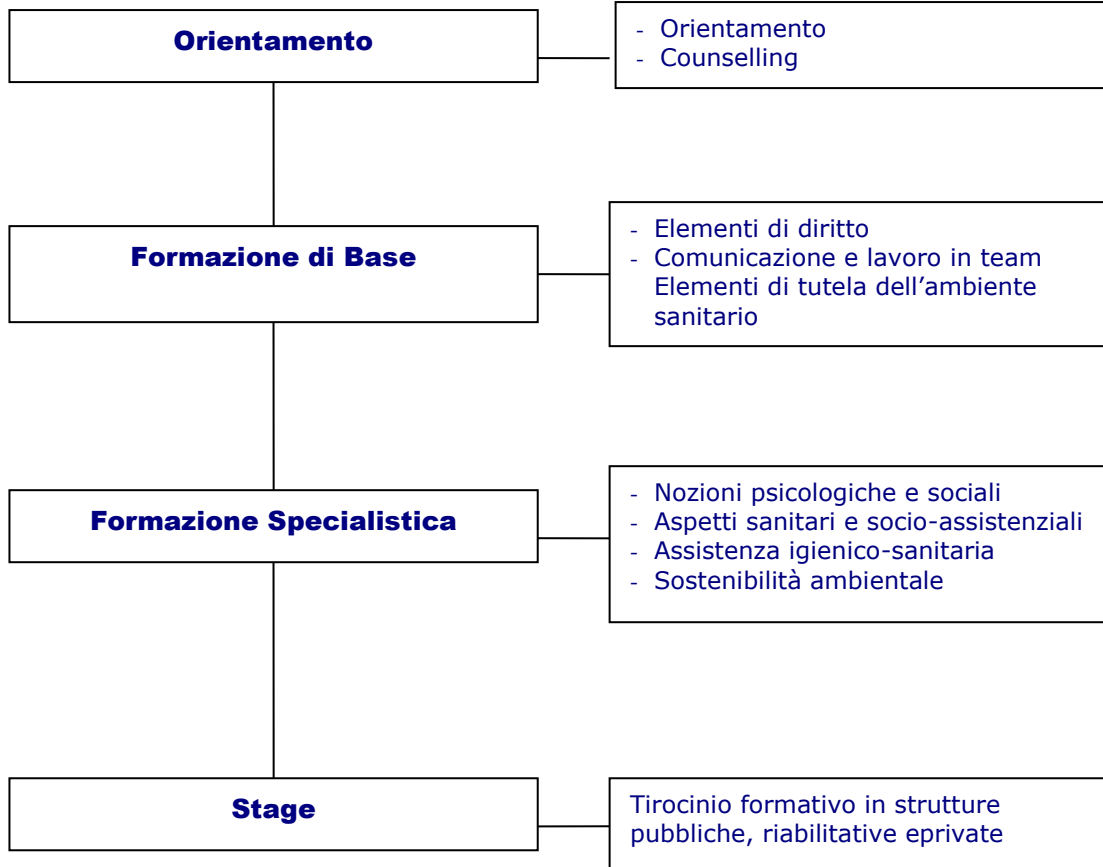 Orientamento
- Orientamento
- Counselling
Formazione di Base
- Elementi di diritto
- Comunicazione e lavoro in team
Elementi di tutela dell’ambiente
sanitario
Formazione Specialistica
- Nozioni psicologiche e sociali
- Aspetti sanitari e socio-assistenziali
- Assistenza igienico-sanitaria
- Sostenibilità ambientale
Stage
Tirocinio formativo in strutture
pubbliche, riabilitative eprivate